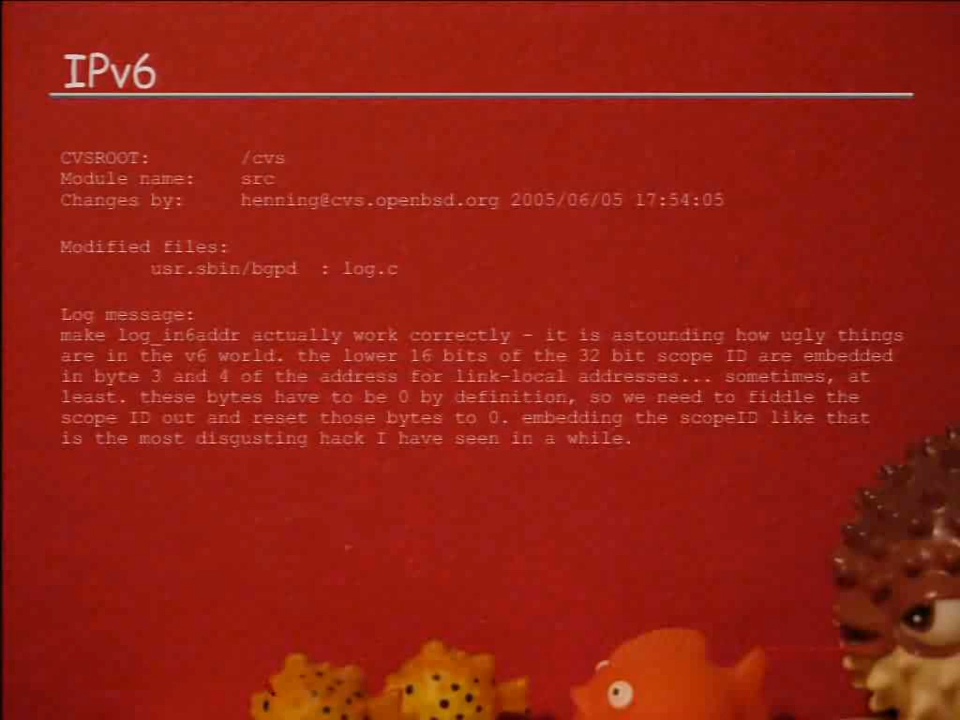 IPv6
CVSROOT: /cvs
Module name: src
Changes by: henning@cvs.openbsd.org 2005/06/05 17:54:05
Modified files:
usr.sbin/bgpd : log.c
Log message:
make log_in6addr actually work correctly - it is astounding how ugly things
are in the v6 world. the lower 16 bits of the 32 bit scope ID are embedded
in byte 3 and 4 of the address for link-local addresses... sometimes, at
least. these bytes have to be 0 by definition, so we need to fiddle the
scope ID out and reset those bytes to 0. embedding the scopeID like that
is the most disgusting hack I have seen in a while.